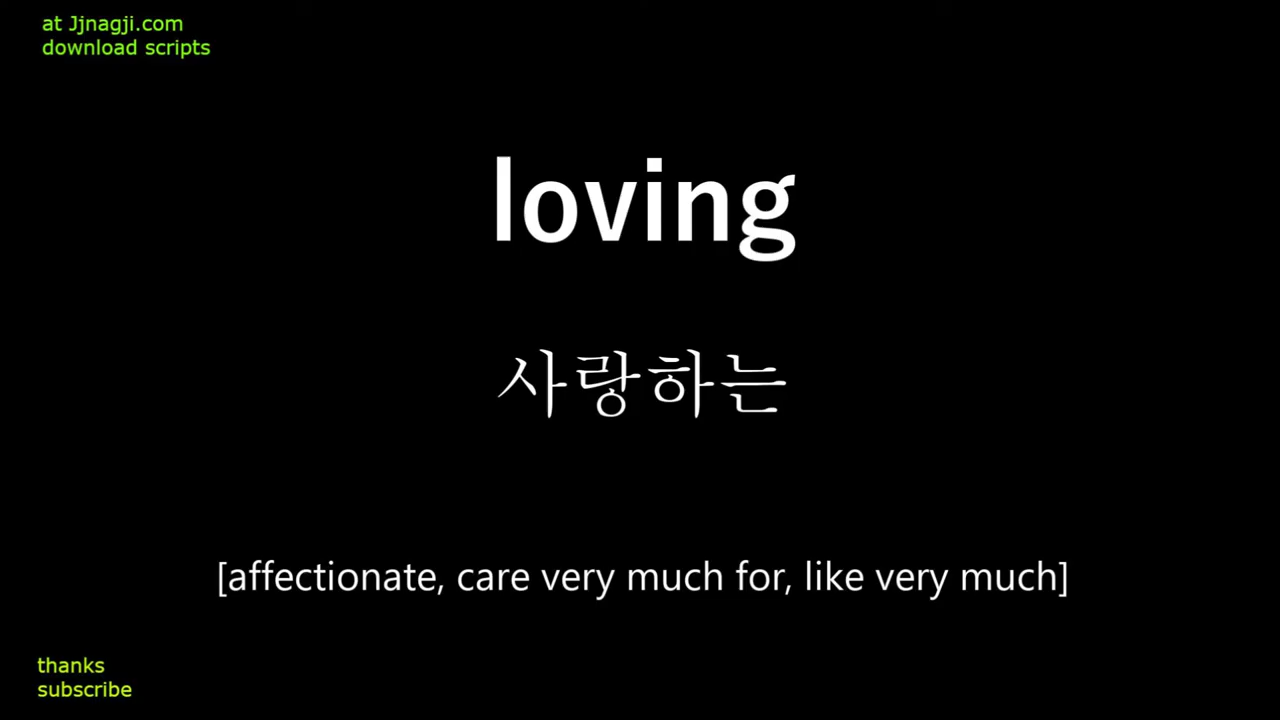 at Jjnagji.com
download scripts
loving
사랑하는
[affectionate, care very much for, like very much]
thanks
subscribe